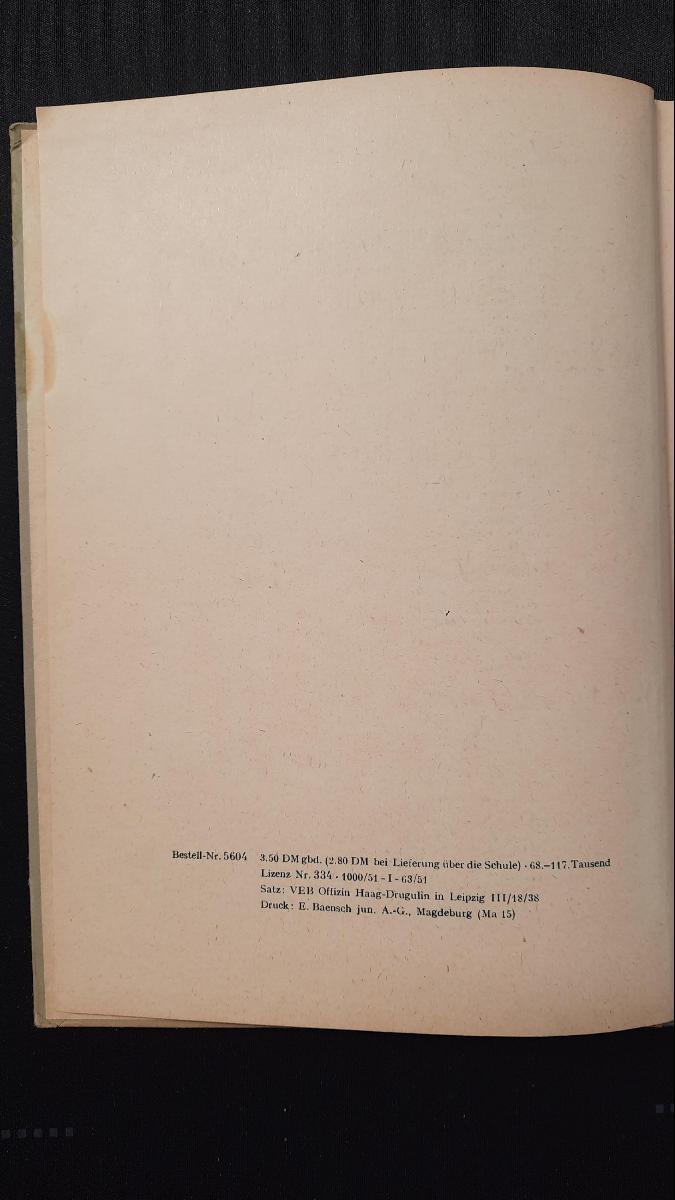 Bestell-Nr. 5604 3.50 DM gbd. (2.80 DM bei Lieferung über die Schule) · 68.–117. Tausend
Lizenz Nr. 334 · 1000/51 - I - 63/51
Satz: VEB Offizin Haag-Drugulin in Leipzig III/18/38
Druck: E. Baensch jun. A.-G., Magdeburg (Ma 15)